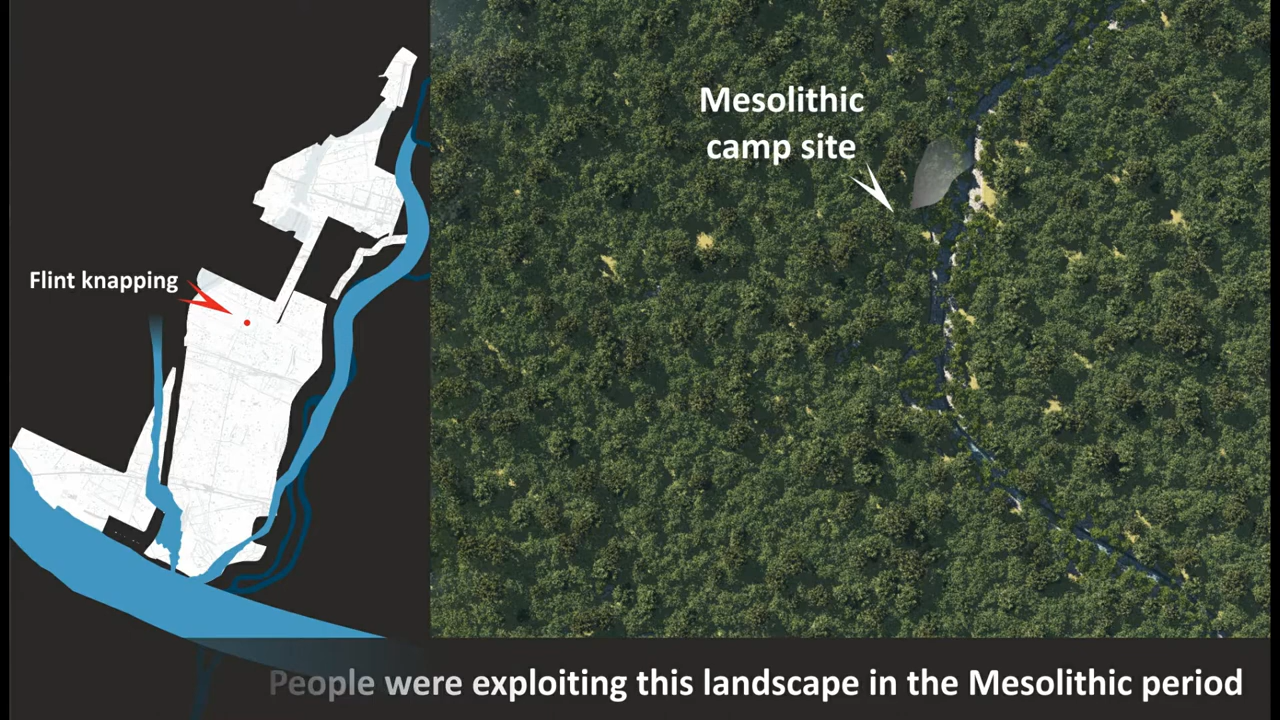 Mesolithic
camp site
Flint knapping
People were exploiting this landscape in the Mesolithic period